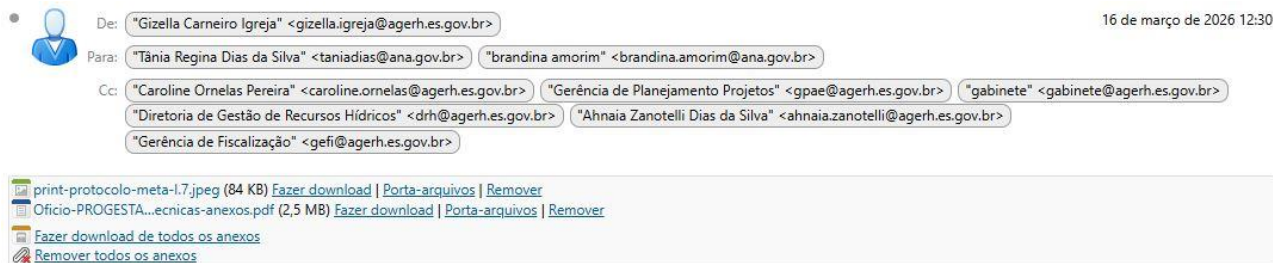 De: "Gizella Carneiro Igreja" <gizella.igreja@agerh.es.gov.br> 16 de março de 2026 12:30
Para: "Tânia Regina Dias da Silva" <taniadias@ana.gov.br> "brandina amorim" <brandina.amorim@ana.gov.br>
Cc: "Caroline Ornelas Pereira" <caroline.ornelas@agerh.es.gov.br> "Gerência de Planejamento Projetos" <gpae@agerh.es.gov.br> "gabinete" <gabinete@agerh.es.gov.br>
"Diretoria de Gestão de Recursos Hídricos" <drh@agerh.es.gov.br> "Ahnaia Zanotelli Dias da Silva" <ahnaia.zanotelli@agerh.es.gov.br>
"Gerência de Fiscalização" <gefi@agerh.es.gov.br>
print-protocolo-meta-I.7.jpeg (84 KB) Fazer download | Porta-arquivos | Remover
Oficio-PROGESTA...ecnicas-anexos.pdf (2,5 MB) Fazer download | Porta-arquivos | Remover
Fazer download de todos os anexos
Remover todos os anexos